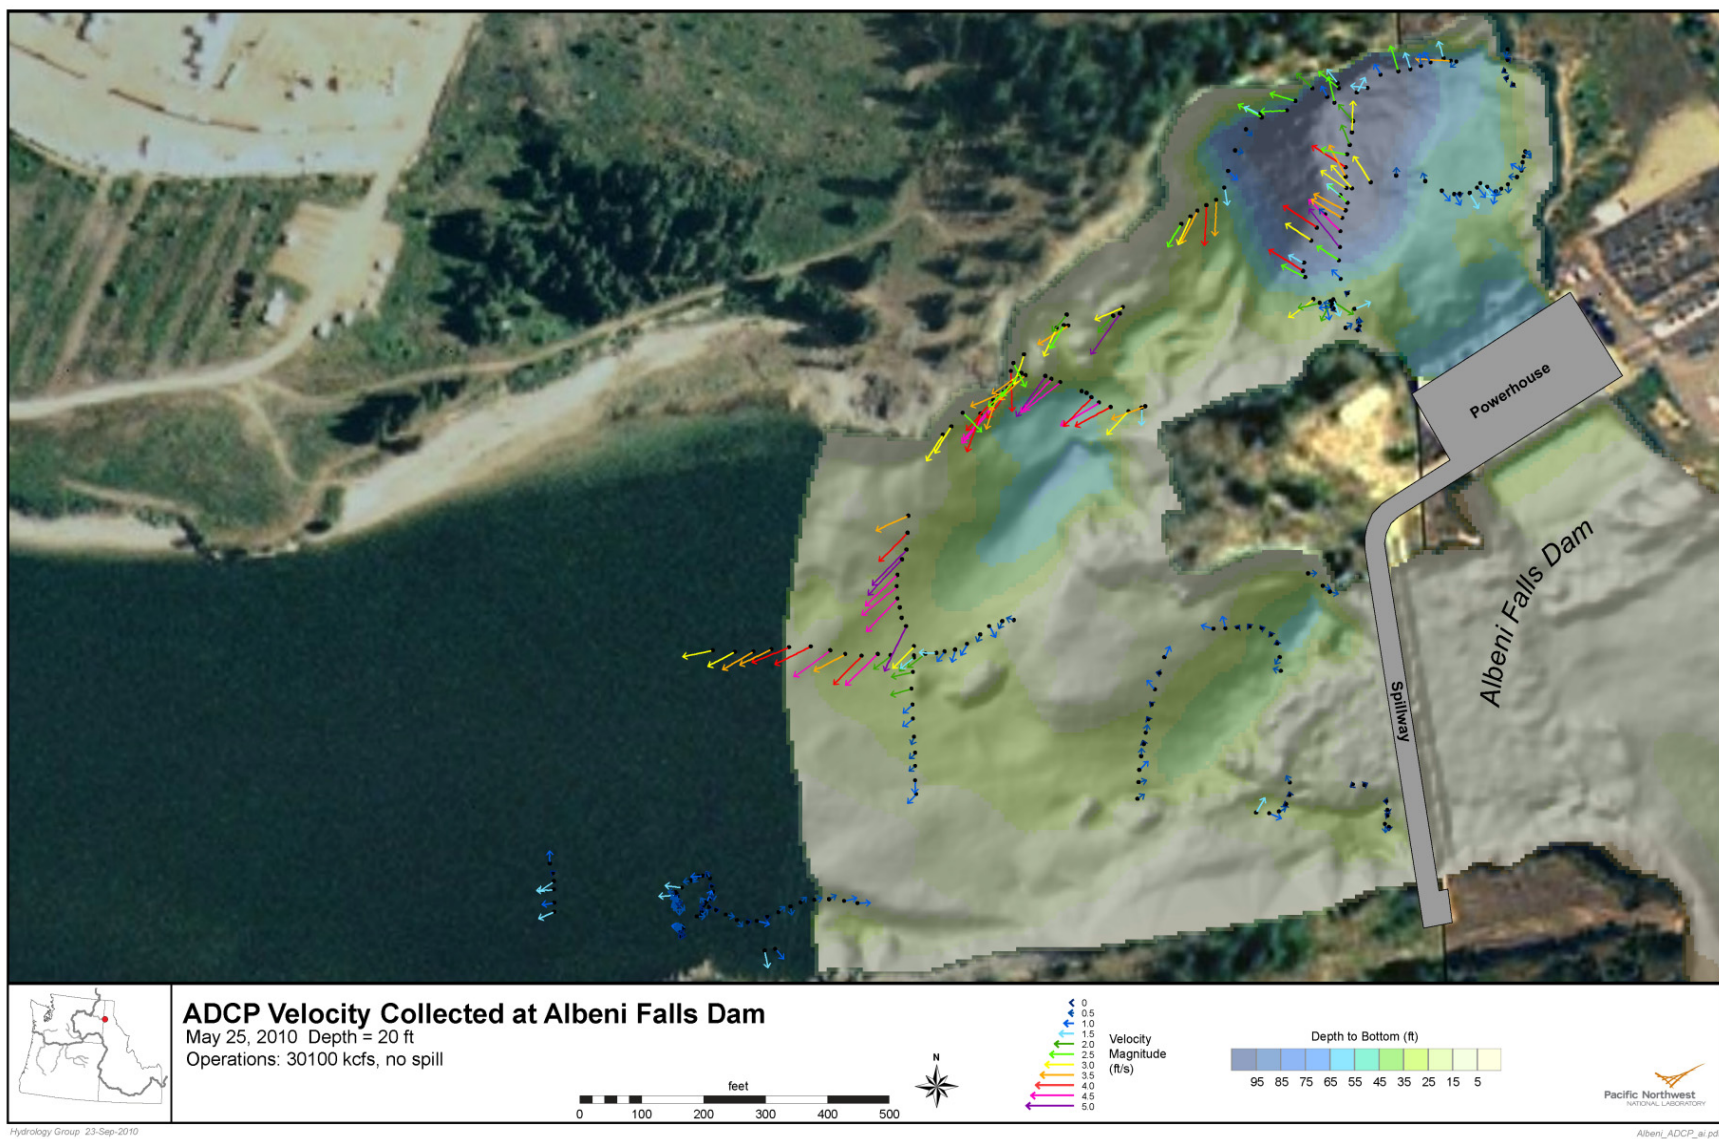 Powerhouse
Albeni Falls Dam
Spillway
ADCP Velocity Collected at Albeni Falls Dam
May 25, 2010  Depth = 20 ft
Operations: 30100 kcfs, no spill
feet
0 100 200 300 400 500
N
0
0.5
1.0
1.5
2.0
2.5
3.0
3.5
4.0
4.5
5.0
Velocity
Magnitude
(ft/s)
Depth to Bottom (ft)
95 85 75 65 55 45 35 25 15 5
Pacific Northwest
NATIONAL LABORATORY
Hydrology Group  23-Sep-2010
Albeni_ADCP_ai.pd